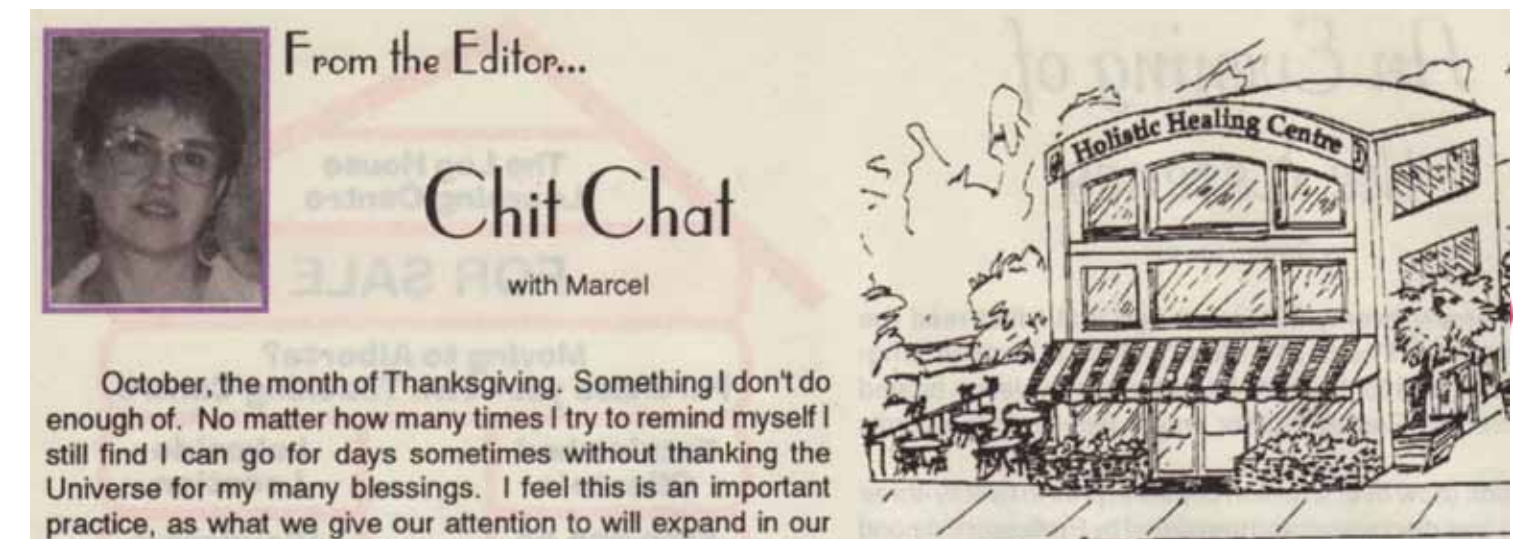 From the Editor...
Chit Chat
with Marcel
October, the month of Thanksgiving. Something I don't do
enough of. No matter how many times I try to remind myself I
still find I can go for days sometimes without thanking the
Universe for my many blessings. I feel this is an important
practice, as what we give our attention to will expand in our
Holistic Healing Centre
The Log House
Learning Centre
FOR SALE
Moving to Alberta?